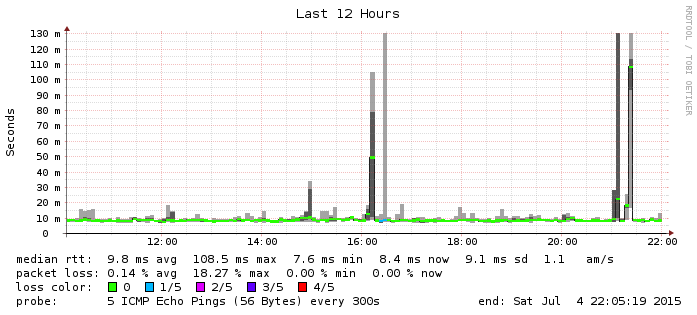 Last 12 Hours
RRDTOOL / TOBI OETIKER
Seconds
130 m
120 m
110 m
100 m
90 m
80 m
70 m
60 m
50 m
40 m
30 m
20 m
10 m
0
12:00 14:00 16:00 18:00 20:00 22:00
median rtt: 9.8 ms avg 108.5 ms max 7.6 ms min 8.4 ms now 9.1 ms sd 1.1 am/s
packet loss: 0.14 % avg 18.27 % max 0.00 % min 0.00 % now
loss color: 0 1/5 2/5 3/5 4/5
probe: 5 ICMP Echo Pings (56 Bytes) every 300s end: Sat Jul 4 22:05:19 2015